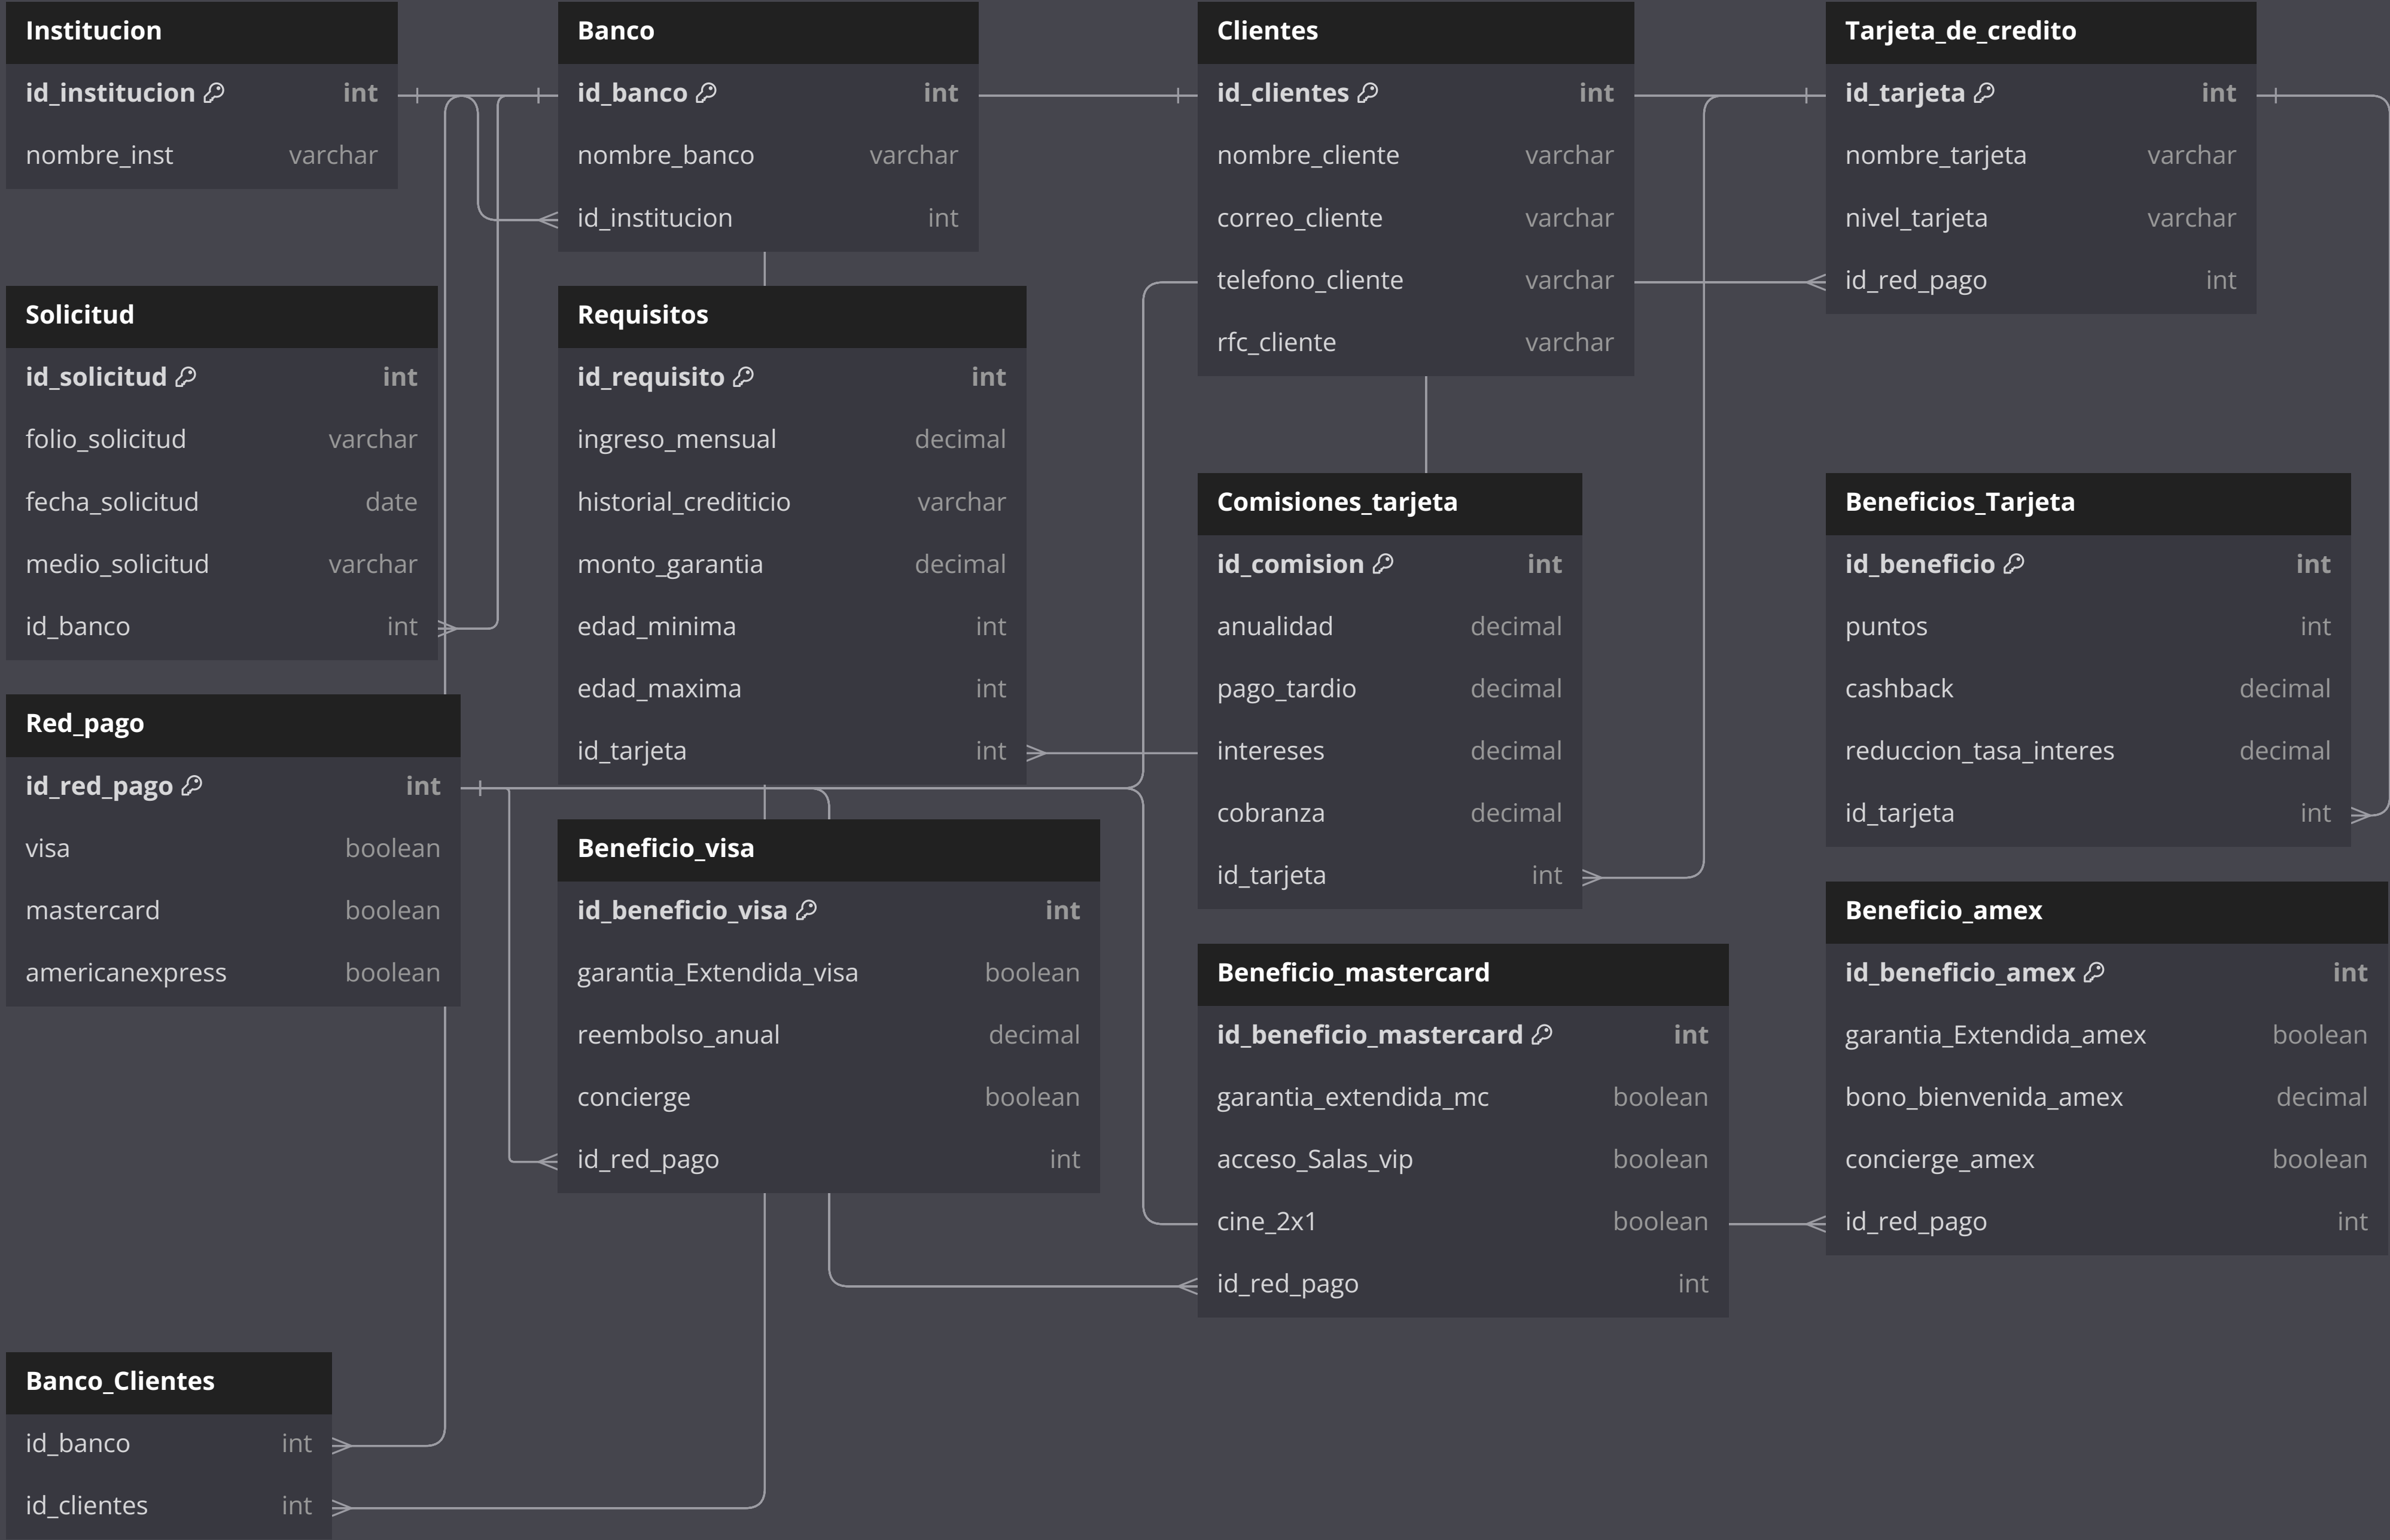 Institucion
id_institucion int
nombre_inst varchar
Banco
id_banco int
nombre_banco varchar
id_institucion int
Clientes
id_clientes int
nombre_cliente varchar
correo_cliente varchar
telefono_cliente varchar
rfc_cliente varchar
Tarjeta_de_credito
id_tarjeta int
nombre_tarjeta varchar
nivel_tarjeta varchar
id_red_pago int
Solicitud
id_solicitud int
folio_solicitud varchar
fecha_solicitud date
medio_solicitud varchar
id_banco int
Requisitos
id_requisito int
ingreso_mensual decimal
historial_crediticio varchar
monto_garantia decimal
edad_minima int
edad_maxima int
id_tarjeta int
Comisiones_tarjeta
id_comision int
anualidad decimal
pago_tardio decimal
intereses decimal
cobranza decimal
id_tarjeta int
Beneficios_Tarjeta
id_beneficio int
puntos int
cashback decimal
reduccion_tasa_interes decimal
id_tarjeta int
Red_pago
id_red_pago int
visa boolean
mastercard boolean
americanexpress boolean
Beneficio_visa
id_beneficio_visa int
garantia_Extendida_visa boolean
reembolso_anual decimal
concierge boolean
id_red_pago int
Beneficio_mastercard
id_beneficio_mastercard int
garantia_extendida_mc boolean
acceso_Salas_vip boolean
cine_2x1 boolean
id_red_pago int
Beneficio_amex
id_beneficio_amex int
garantia_Extendida_amex boolean
bono_bienvenida_amex decimal
concierge_amex boolean
id_red_pago int
Banco_Clientes
id_banco int
id_clientes int